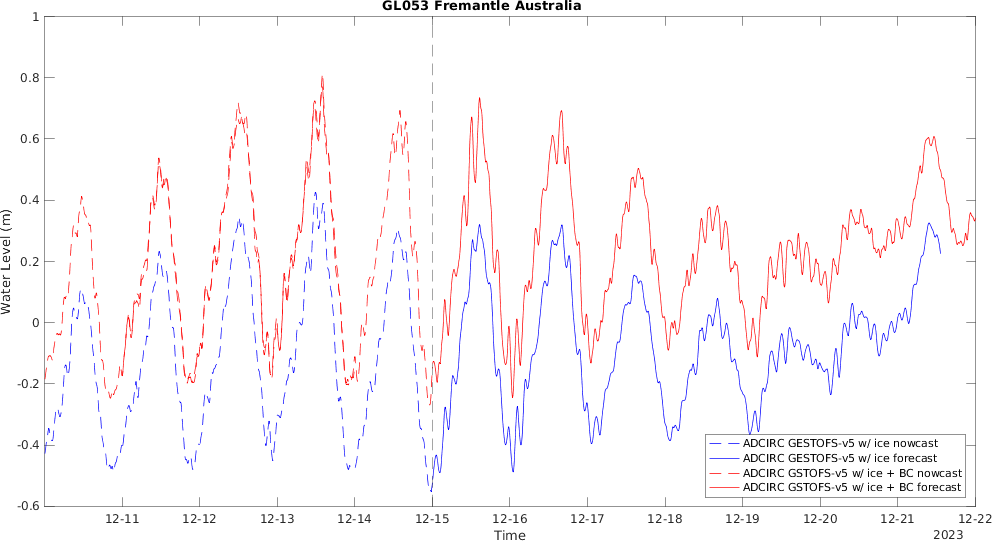 GL053 Fremantle Australia
Water Level (m)
1
0.8
0.6
0.4
0.2
0
-0.2
-0.4
-0.6
ADCIRC GESTOFS-v5 w/ ice nowcast
ADCIRC GESTOFS-v5 w/ ice forecast
ADCIRC GSTOFS-v5 w/ ice + BC nowcast
ADCIRC GSTOFS-v5 w/ ice + BC forecast
12-11 12-12 12-13 12-14 12-15 12-16 12-17 12-18 12-19 12-20 12-21 12-22
Time
2023